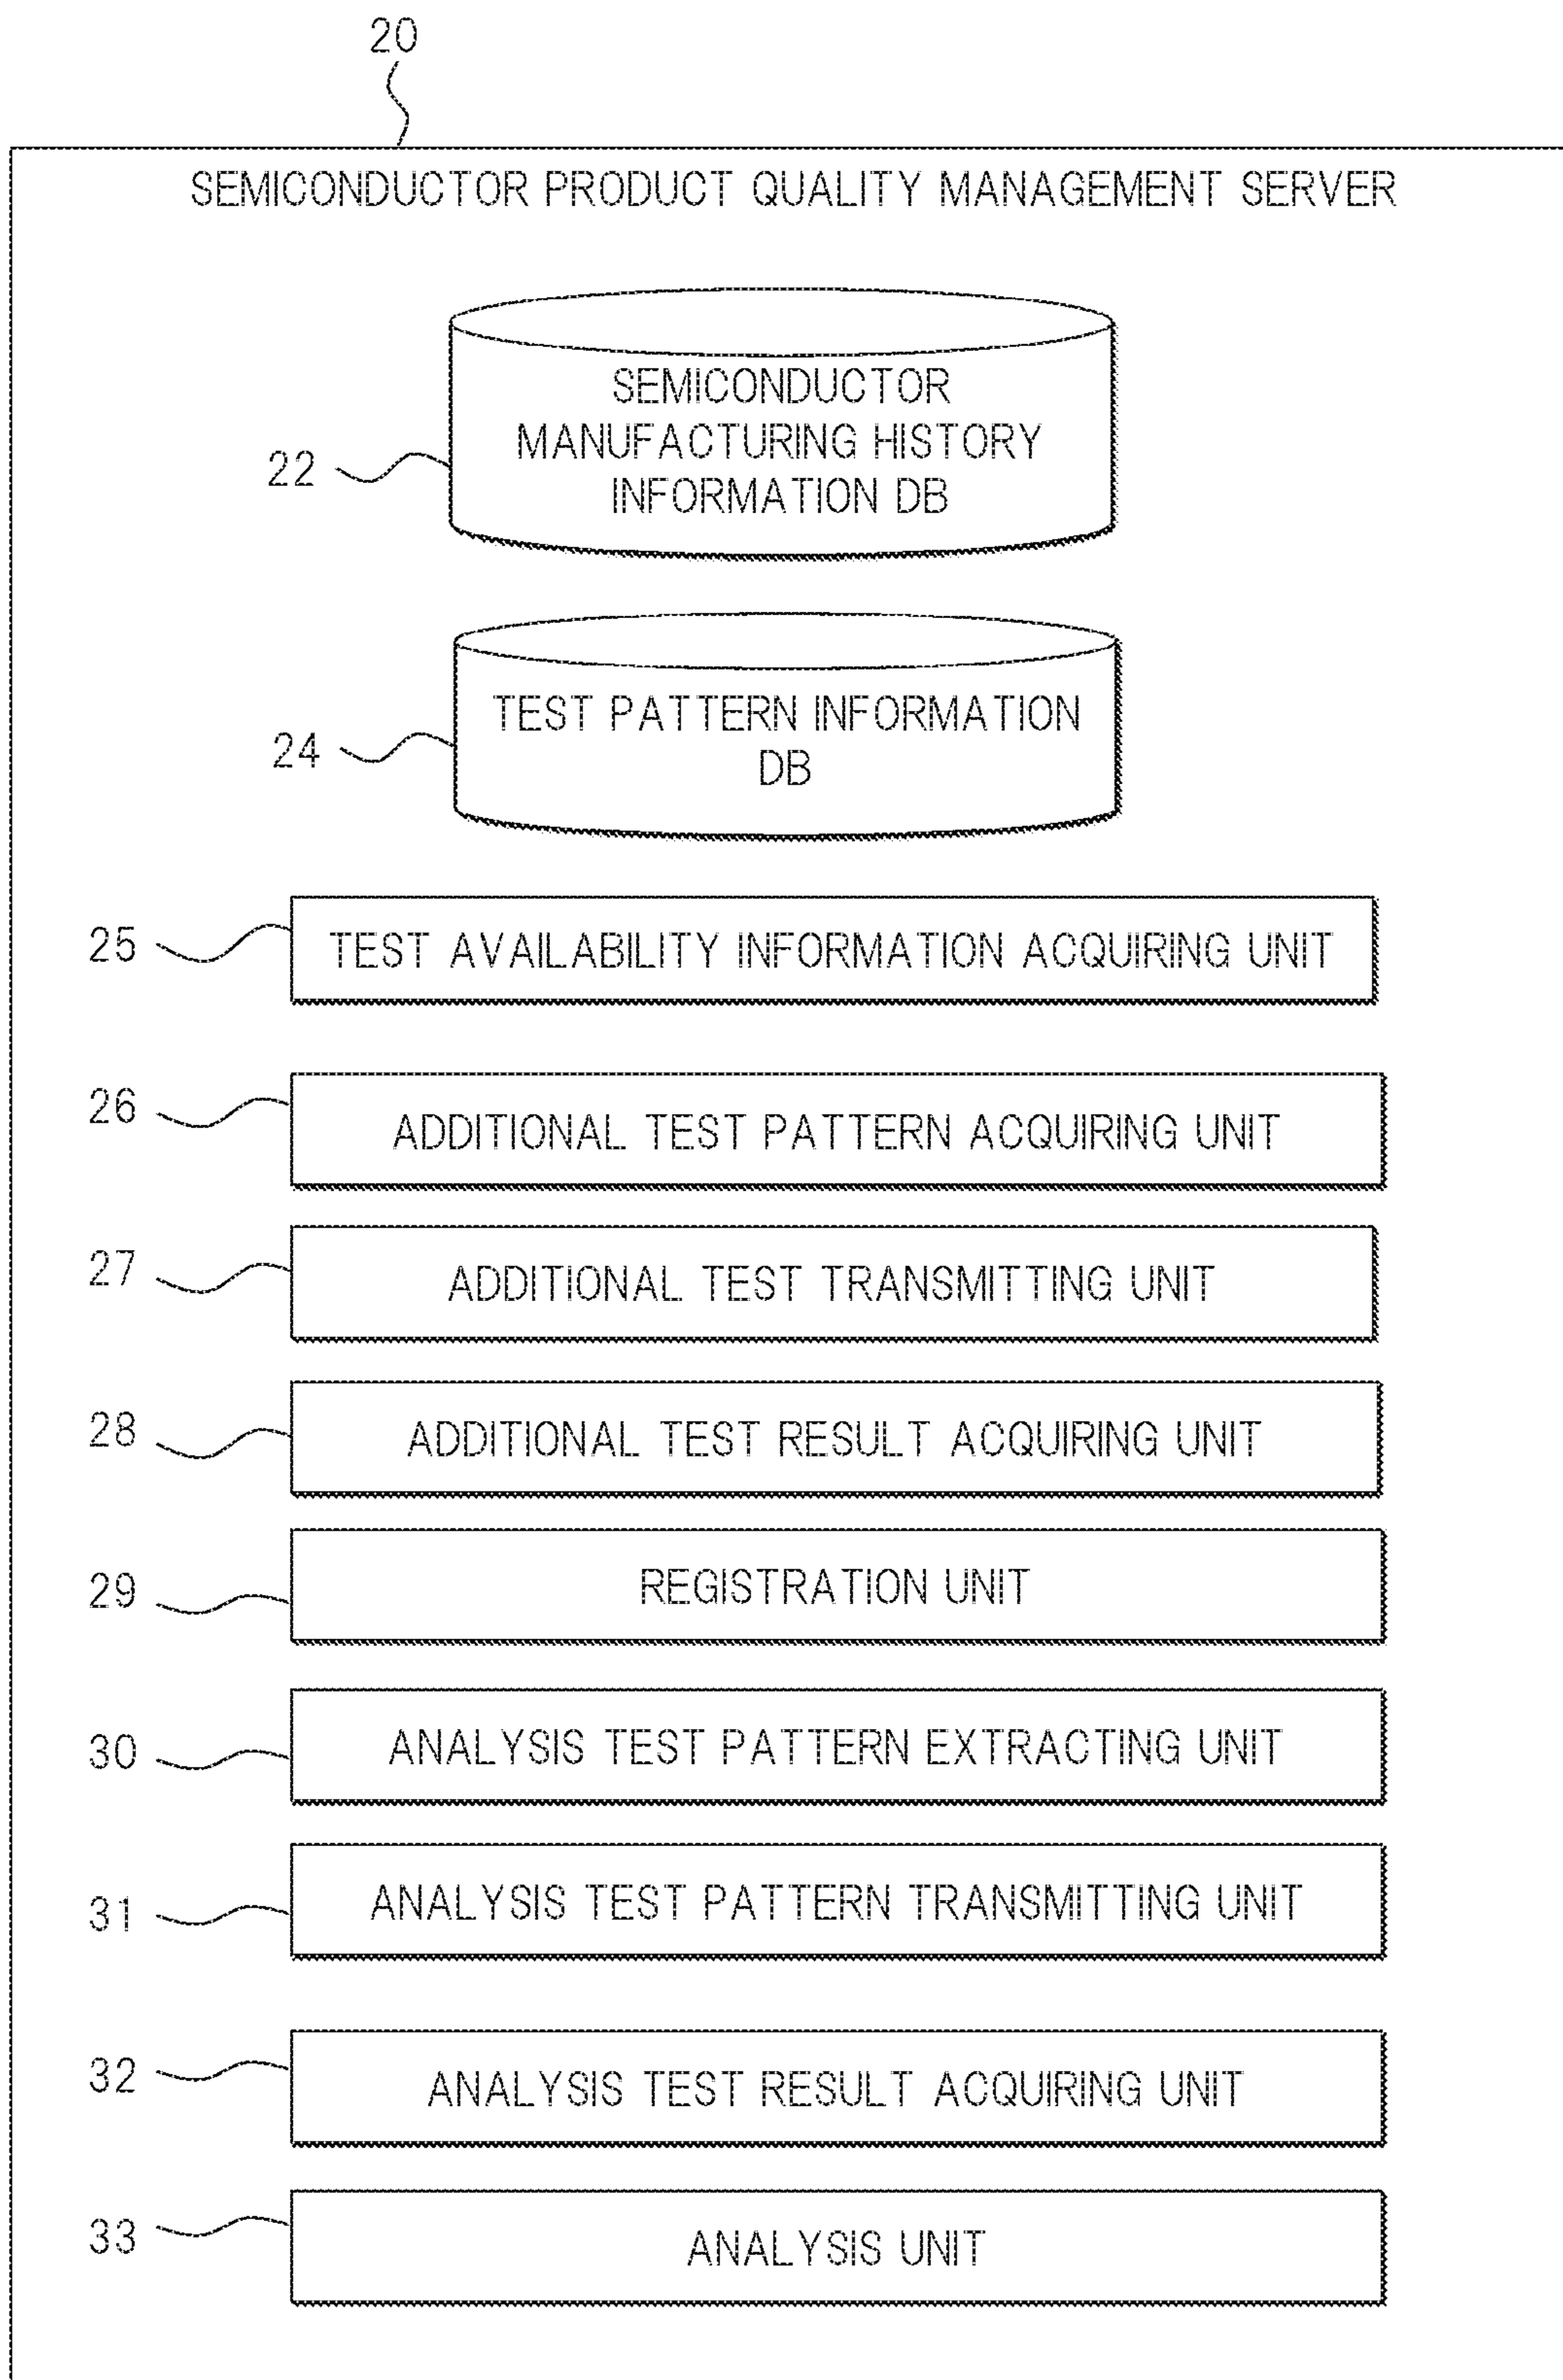 20
SEMICONDUCTOR PRODUCT QUALITY MANAGEMENT SERVER
SEMICONDUCTOR
MANUFACTURING HISTORY
INFORMATION DB
22
TEST PATTERN INFORMATION
DB
24
25
TEST AVAILABILITY INFORMATION ACQUIRING UNIT
26
ADDITIONAL TEST PATTERN ACQUIRING UNIT
27
ADDITIONAL TEST TRANSMITTING UNIT
28
ADDITIONAL TEST RESULT ACQUIRING UNIT
29
REGISTRATION UNIT
30
ANALYSIS TEST PATTERN EXTRACTING UNIT
31
ANALYSIS TEST PATTERN TRANSMITTING UNIT
32
ANALYSIS TEST RESULT ACQUIRING UNIT
33
ANALYSIS UNIT